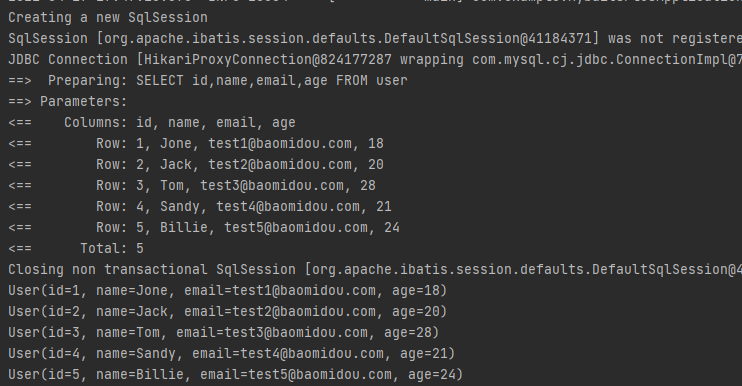 Creating a new SqlSession
SqlSession [org.apache.ibatis.session.defaults.DefaultSqlSession@41184371] was not registere
JDBC Connection [HikariProxyConnection@824177287 wrapping com.mysql.cj.jdbc.ConnectionImpl@7
==>  Preparing: SELECT id,name,email,age FROM user
==> Parameters:
<==    Columns: id, name, email, age
<==        Row: 1, Jone, test1@baomidou.com, 18
<==        Row: 2, Jack, test2@baomidou.com, 20
<==        Row: 3, Tom, test3@baomidou.com, 28
<==        Row: 4, Sandy, test4@baomidou.com, 21
<==        Row: 5, Billie, test5@baomidou.com, 24
<==      Total: 5
Closing non transactional SqlSession [org.apache.ibatis.session.defaults.DefaultSqlSession@4
User(id=1, name=Jone, email=test1@baomidou.com, age=18)
User(id=2, name=Jack, email=test2@baomidou.com, age=20)
User(id=3, name=Tom, email=test3@baomidou.com, age=28)
User(id=4, name=Sandy, email=test4@baomidou.com, age=21)
User(id=5, name=Billie, email=test5@baomidou.com, age=24)